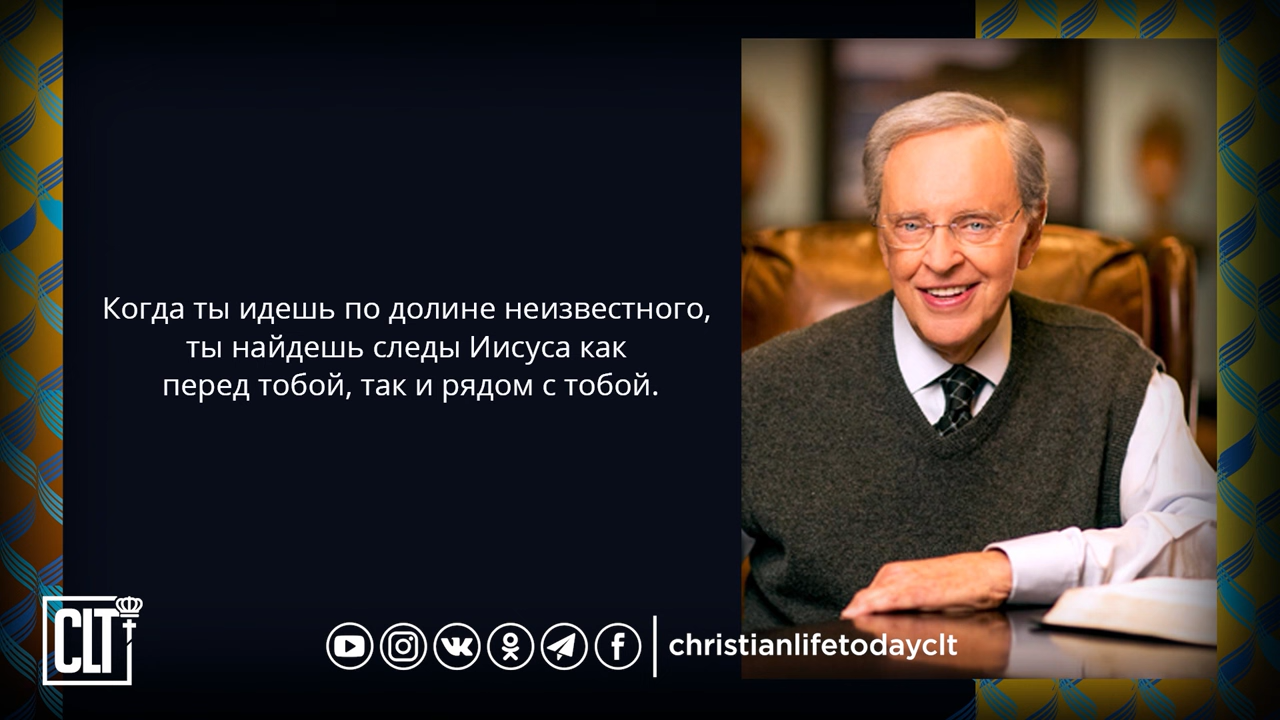 Когда ты идешь по долине неизвестного,
ты найдешь следы Иисуса как
перед тобой, так и рядом с тобой.
CLT
christianlifetodayclt